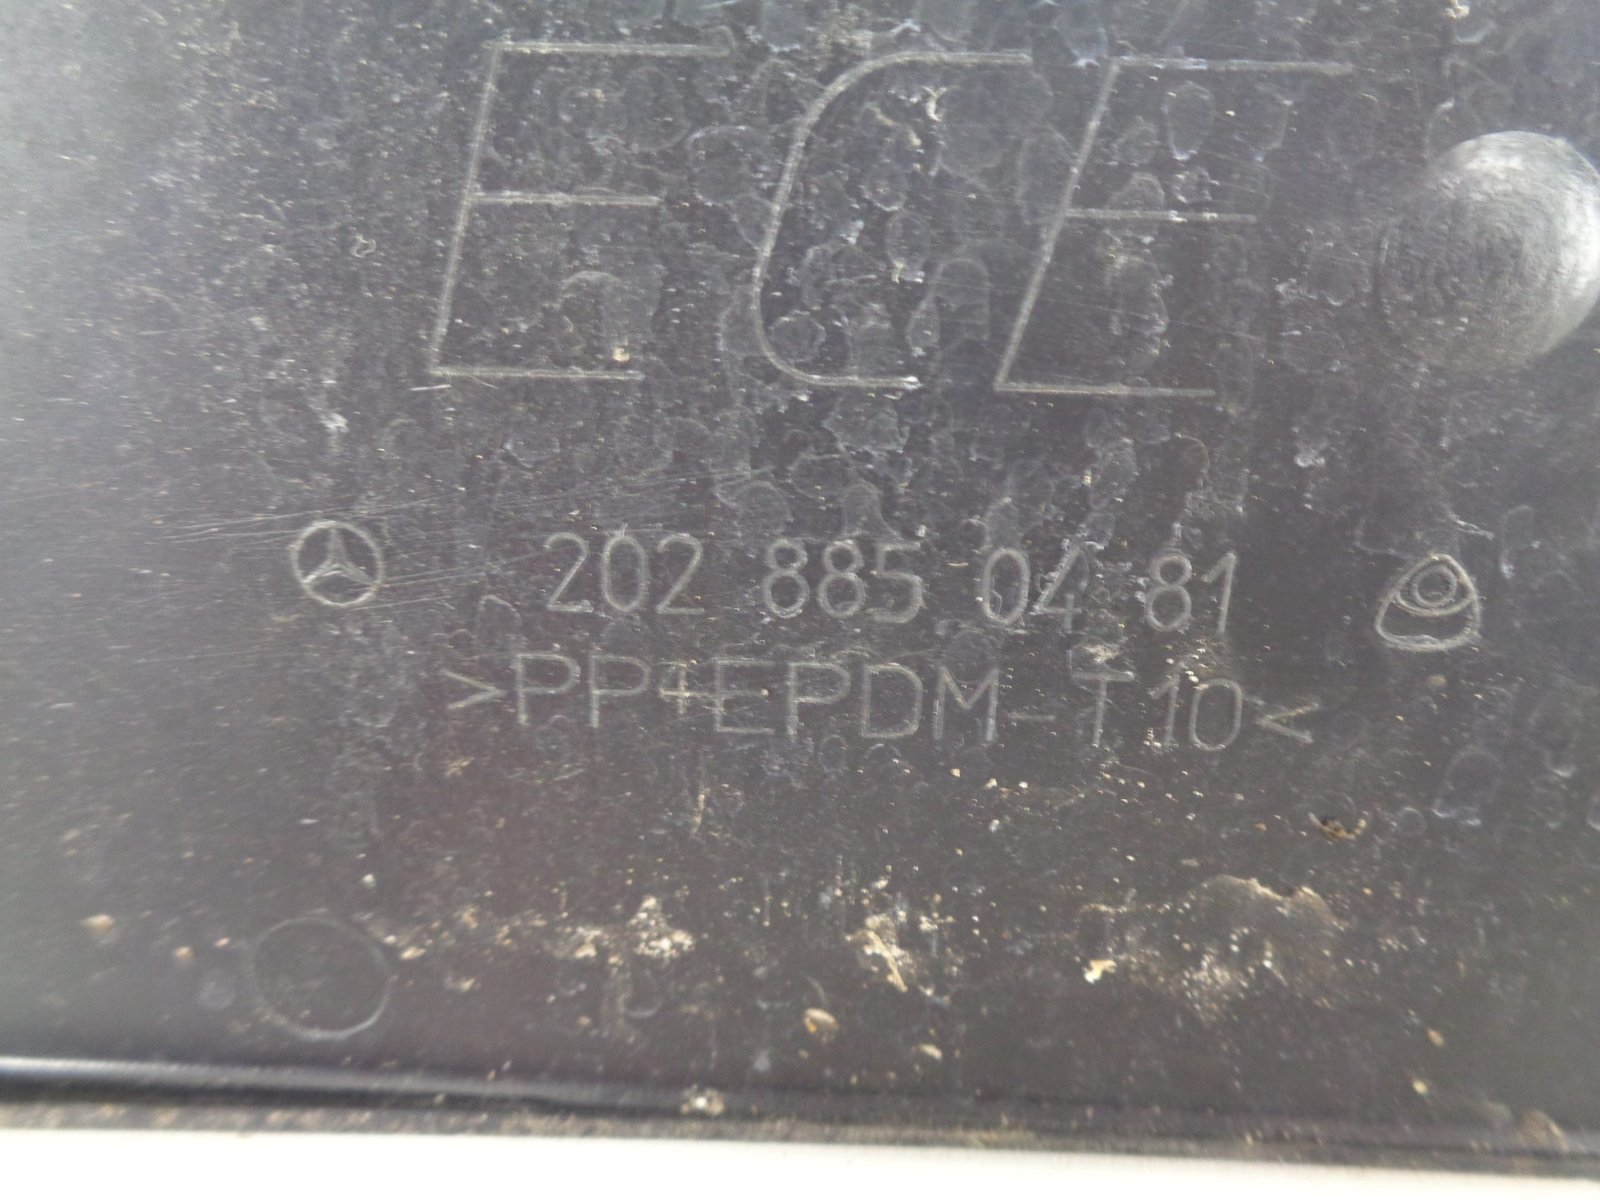 ECE
202 885 04 81
>PP+EPDM-T10<